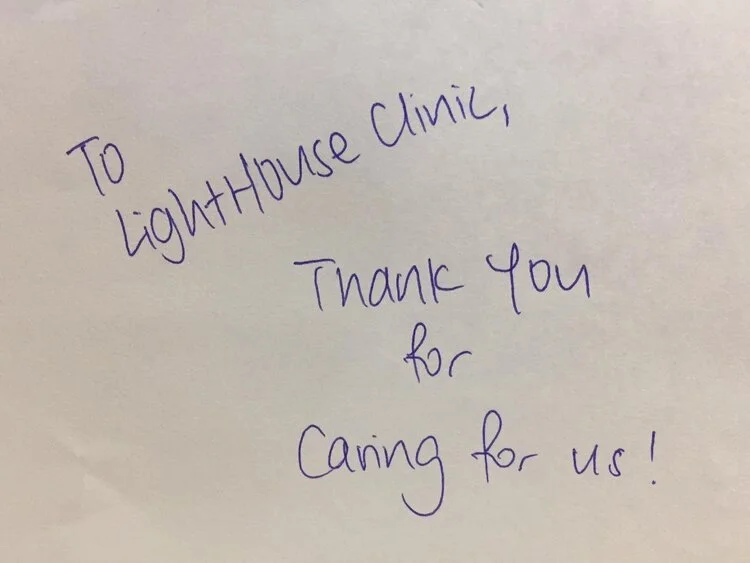 To
LightHouse Clinic,
Thank You
for
Caring for us!